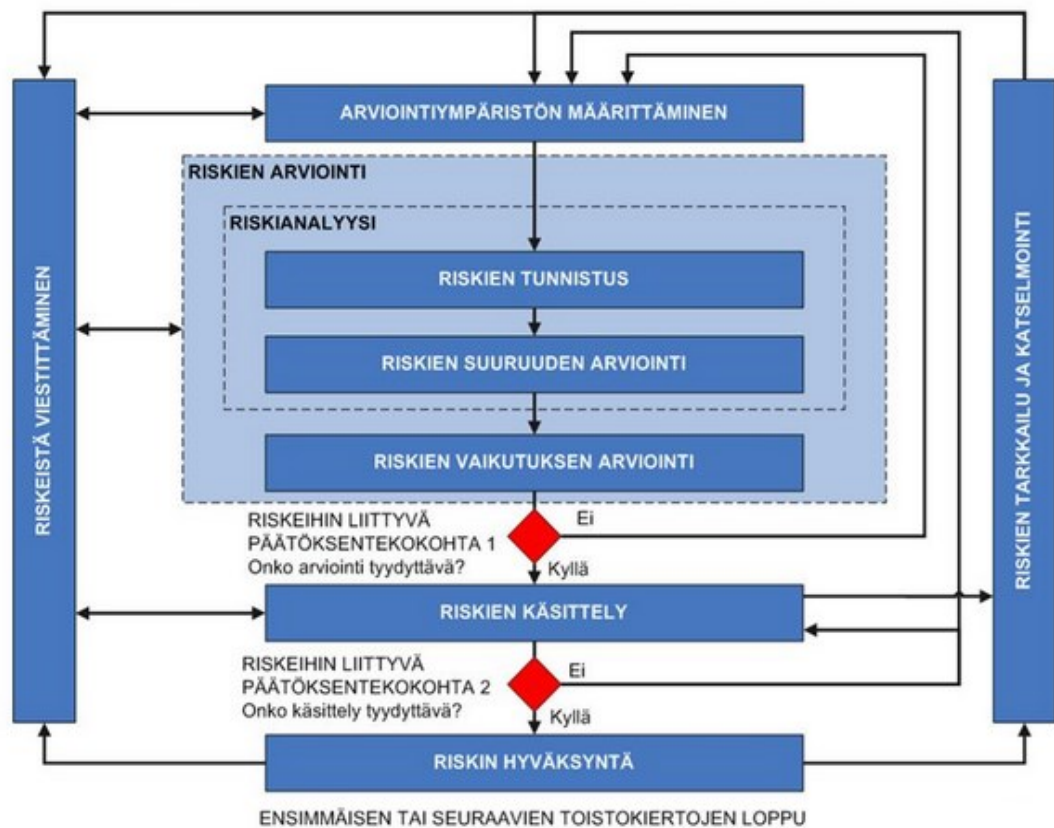 ARVIOINTIYMPÄRISTÖN MÄÄRITTÄMINEN
RISKIEN ARVIOINTI
RISKIANALYYSI
RISKIEN TUNNISTUS
RISKIEN SUURUUDEN ARVIOINTI
RISKIEN VAIKUTUKSEN ARVIOINTI
RISKEISTÄ VIESTITTÄMINEN
RISKIEN TARKKAILU JA KATSELMOINTI
RISKEIHIN LIITTYVÄ
PÄÄTÖKSENTEKOKOHTA 1
Onko arviointi tyydyttävä?
Ei
Kyllä
RISKIEN KÄSITTELY
RISKEIHIN LIITTYVÄ
PÄÄTÖKSENTEKOKOHTA 2
Onko käsittely tyydyttävä?
Ei
Kyllä
RISKIN HYVÄKSYNTÄ
ENSIMMÄISEN TAI SEURAAVIEN TOISTOKIERTOJEN LOPPU